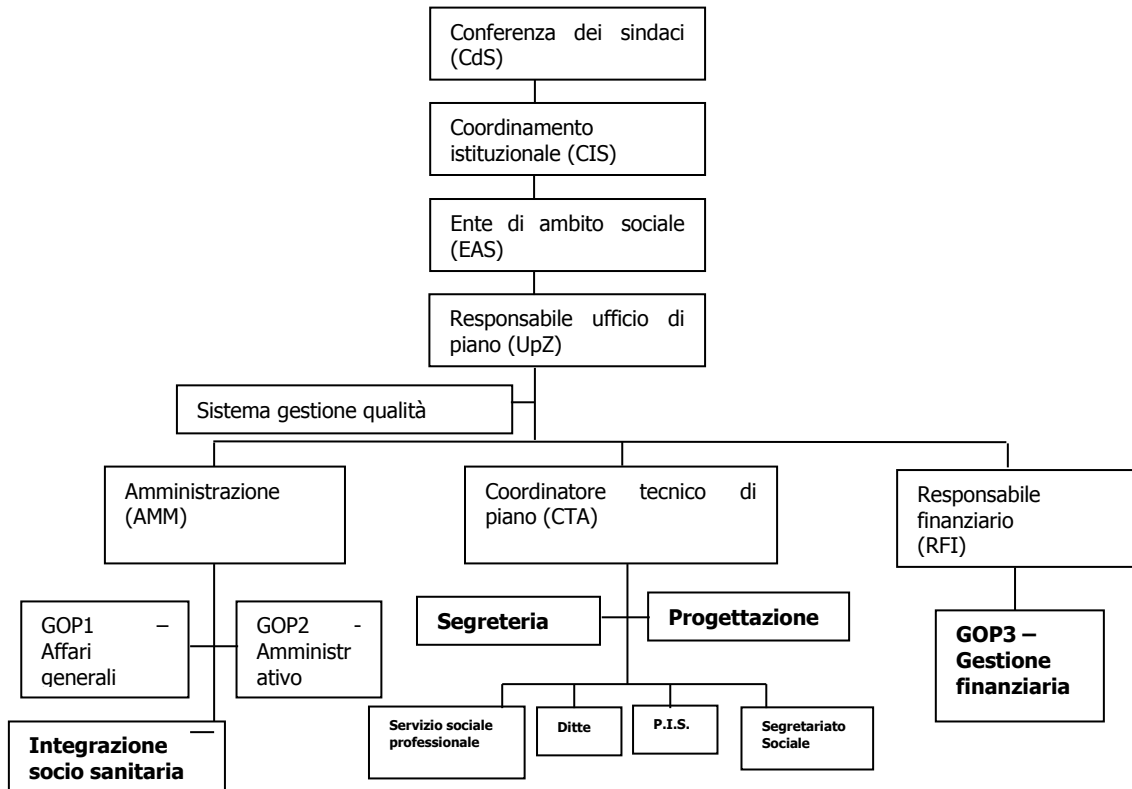 Conferenza dei sindaci
(CdS)
Coordinamento
istituzionale (CIS)
Ente di ambito sociale
(EAS)
Responsabile ufficio di
piano (UpZ)
Sistema gestione qualità
Amministrazione
(AMM)
Coordinatore tecnico di
piano (CTA)
Responsabile
finanziario
(RFI)
GOP1 –
Affari
generali
GOP2 -
Amministr
ativo
Segreteria
Progettazione
GOP3 –
Gestione
finanziaria
Integrazione
socio sanitaria
Servizio sociale
professionale
Ditte
P.I.S.
Segretariato
Sociale